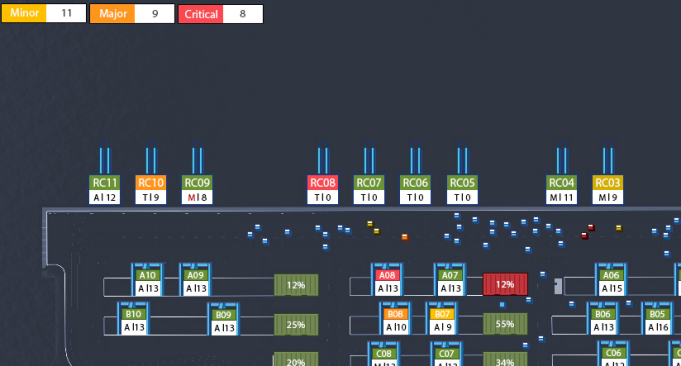 Minor 11 Major 9 Critical 8
RC11 RC10 RC09 RC08 RC07 RC06 RC05 RC04 RC03
A|12 T|9 M|8 T|0 T|0 T|0 T|0 M|11 M|9
A10 A09 A08 A07 A06
A|13 A|13 12% A|13 A|13 12% A|15
B10 B09 B08 B07 B06 B05
A|13 A|13 25% A|10 A|9 55% A|13 A|16
C08 C07 C06
20% 34%